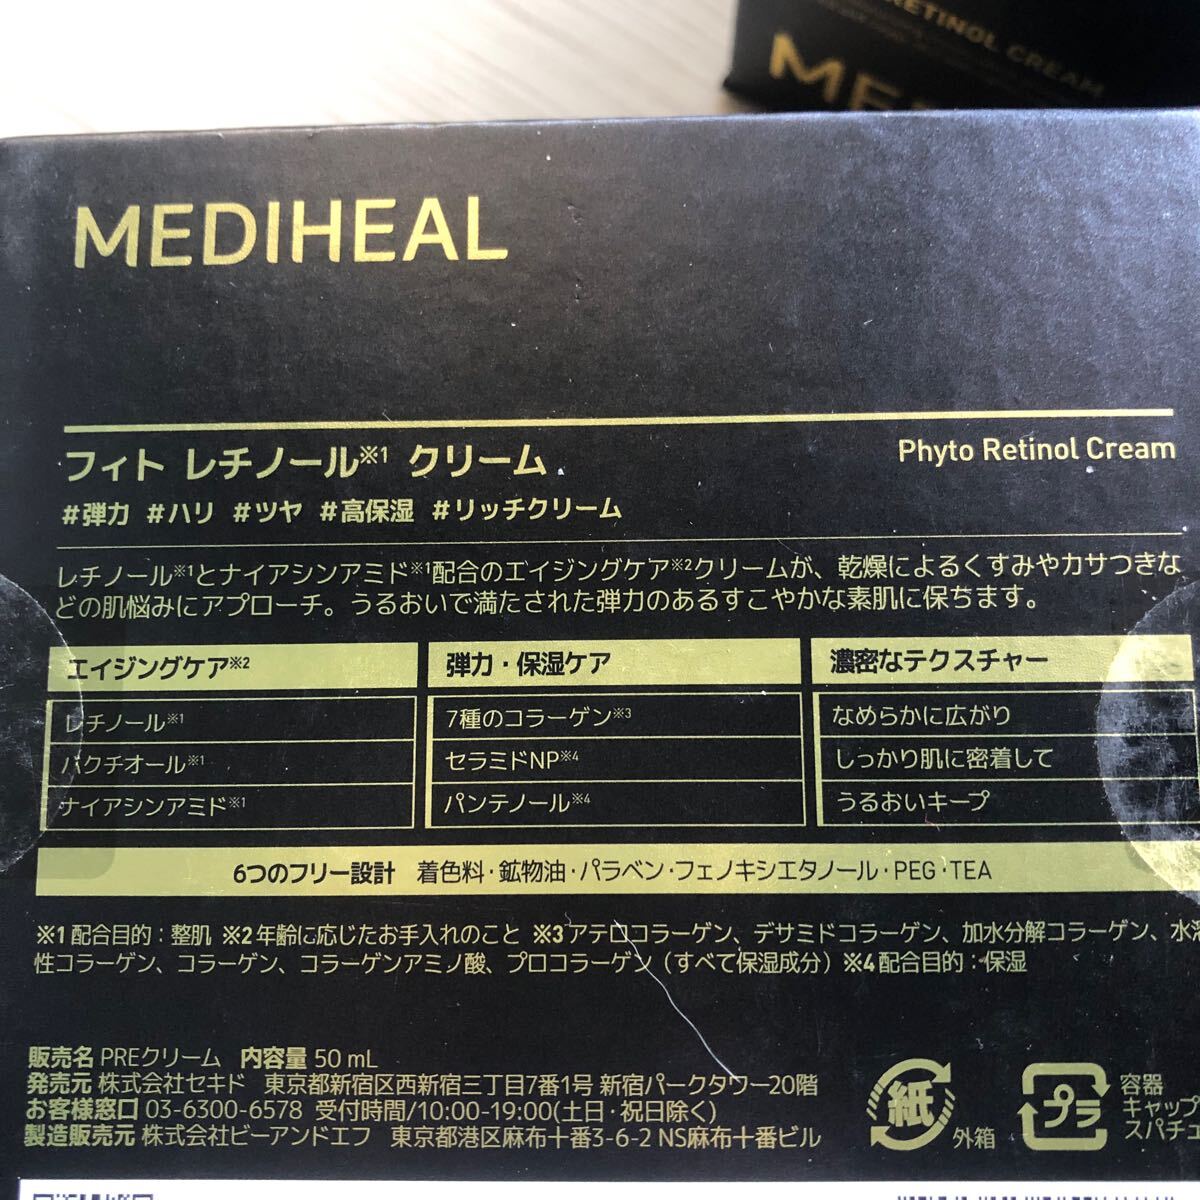 RETINOL CREAM
MEDIHEAL
フィト レチノール※1 クリーム
Phyto Retinol Cream
#弾力 #ハリ #ツヤ #高保湿 #リッチクリーム
レチノール※1とナイアシンアミド※1配合のエイジングケア※2クリームが、乾燥によるくすみやカサつきな
どの肌悩みにアプローチ。うるおいで満たされた弾力のあるすこやかな素肌に保ちます。
エイジングケア※2 弾力・保湿ケア 濃密なテクスチャー
レチノール※1 7種のコラーゲン※3 なめらかに広がり
バクチオール※1 セラミドNP※4 しっかり肌に密着して
ナイアシンアミド※1 パンテノール※4 うるおいキープ
6つのフリー設計 着色料・鉱物油・パラベン・フェノキシエタノール・PEG・TEA
※1配合目的：整肌 ※2年齢に応じたお手入れのこと ※3アテロコラーゲン、デサミドコラーゲン、加水分解コラーゲン、水溶
性コラーゲン、コラーゲン、コラーゲンアミノ酸、プロコラーゲン（すべて保湿成分）※4配合目的：保湿
販売名 PREクリーム 内容量 50 mL
発売元 株式会社セキド 東京都新宿区西新宿三丁目7番1号 新宿パークタワー20階
お客様窓口 03-6300-6578 受付時間/10:00-19:00(土日・祝日除く)
製造販売元 株式会社ビーアンドエフ 東京都港区麻布十番3-6-2 NS麻布十番ビル
紙 外箱
プラ 容器
キャップ
スパチュ